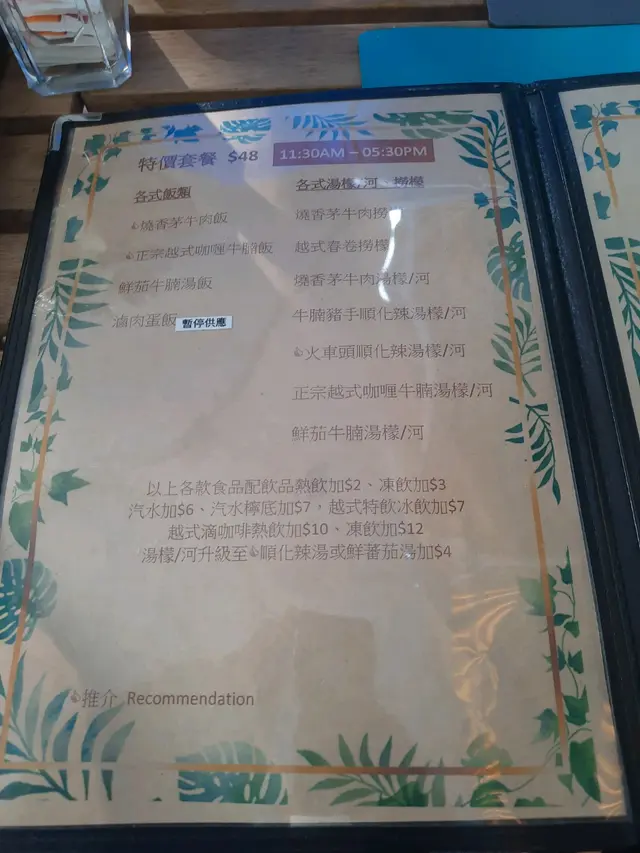 特價套餐 $48 11:30AM – 05:30PM
各式飯類
燒香茅牛肉飯
正宗越式咖喱牛腩飯
鮮茄牛腩湯飯
滷肉蛋飯 暫停供應
各式湯檬/河、撈檬
燒香茅牛肉撈
越式春卷撈檬
燒香茅牛肉湯檬/河
牛腩豬手順化辣湯檬/河
火車頭順化辣湯檬/河
正宗越式咖喱牛腩湯檬/河
鮮茄牛腩湯檬/河
以上各款食品配飲品熱飲加$2、凍飲加$3
汽水加$6、汽水檸底加$7，越式特飲冰飲加$7
越式滴咖啡熱飲加$10、凍飲加$12
湯檬/河升級至順化辣湯或鮮蕃茄湯加$4
推介 Recommendation